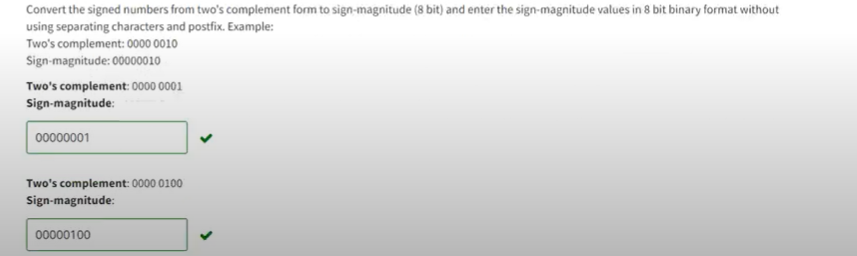 Convert the signed numbers from two's complement form to sign-magnitude (8 bit) and enter the sign-magnitude values in 8 bit binary format without
using separating characters and postfix. Example:
Two's complement: 0000 0010
Sign-magnitude: 00000010
Two's complement: 0000 0001
Sign-magnitude:
00000001
Two's complement: 0000 0100
Sign-magnitude:
00000100